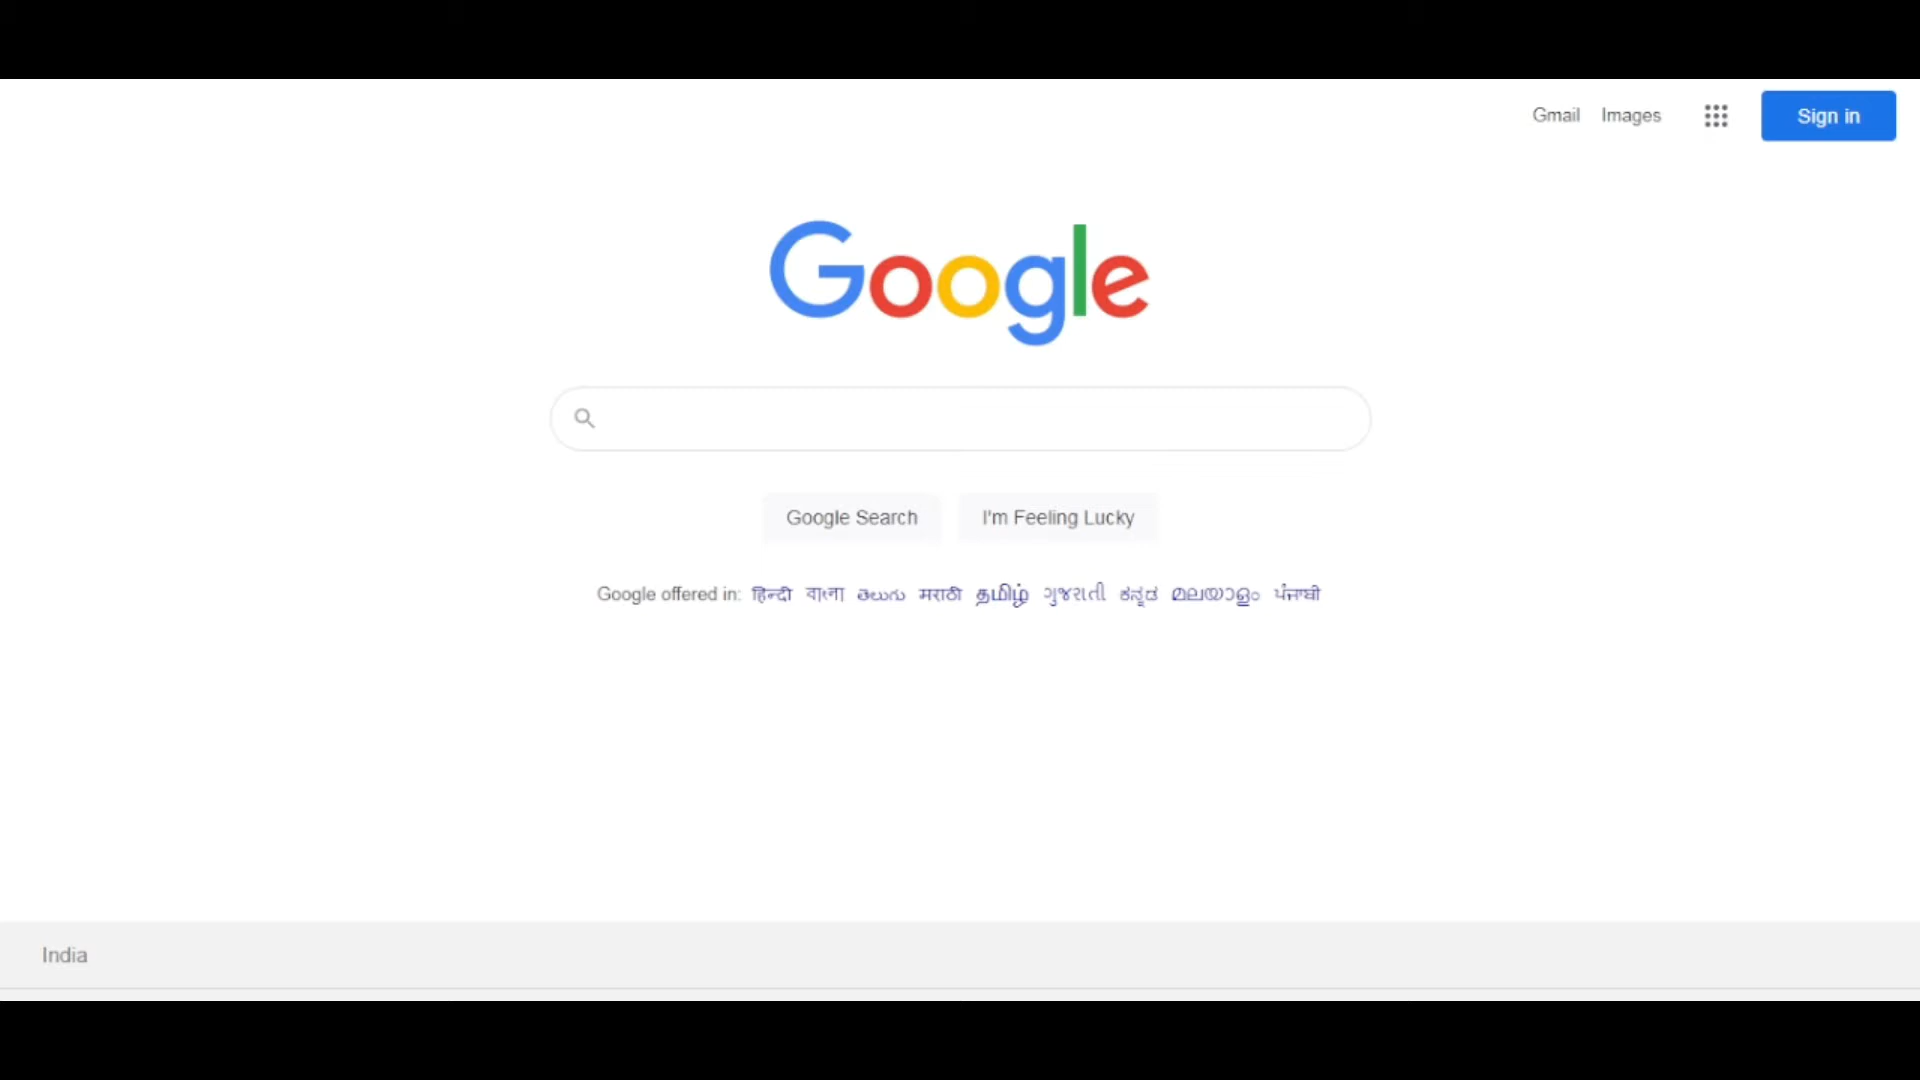 Gmail Images Sign in
Google
Google Search I'm Feeling Lucky
Google offered in: हिन्दी বাংলা తెలుగు मराठी தமிழ் ગુજરાતી ಕನ್ನಡ മലയാളം ਪੰਜਾਬੀ
India